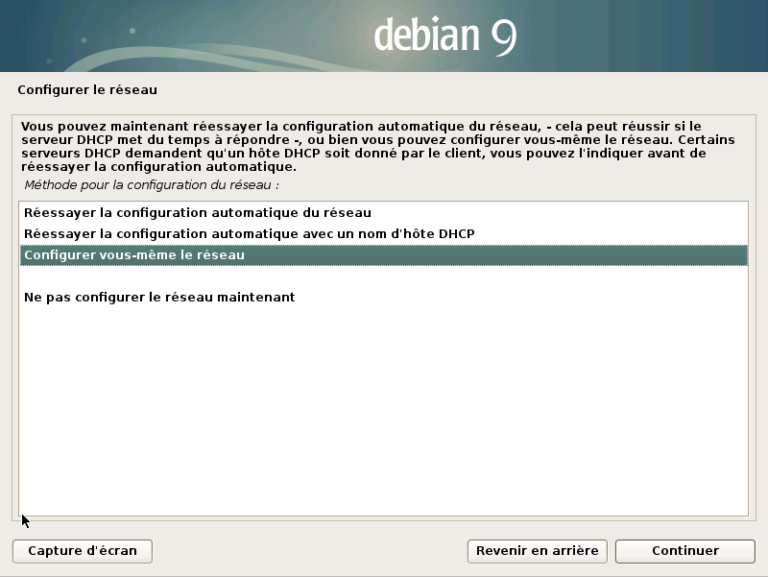 debian 9
Configurer le réseau
Vous pouvez maintenant réessayer la configuration automatique du réseau, - cela peut réussir si le
serveur DHCP met du temps à répondre -, ou bien vous pouvez configurer vous-même le réseau. Certains
serveurs DHCP demandent qu'un hôte DHCP soit donné par le client, vous pouvez l'indiquer avant de
réessayer la configuration automatique.
Méthode pour la configuration du réseau :
Réessayer la configuration automatique du réseau
Réessayer la configuration automatique avec un nom d'hôte DHCP
Configurer vous-même le réseau
Ne pas configurer le réseau maintenant
Capture d'écran
Revenir en arrière
Continuer